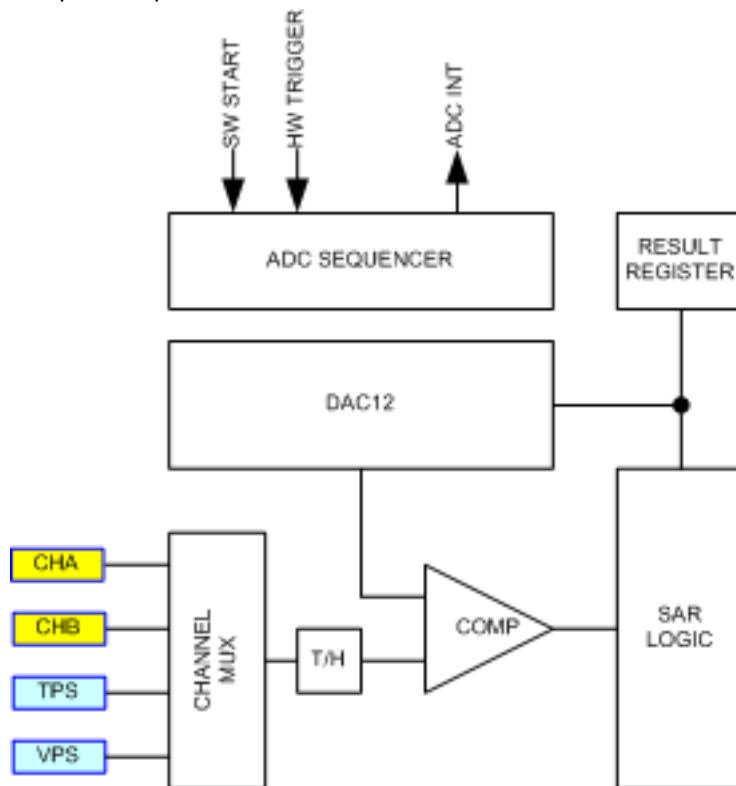 SW START
HW TRIGGER
ADC INT
ADC SEQUENCER
RESULT
REGISTER
DAC12
CHA
CHB
TPS
VPS
CHANNEL
MUX
T/H
COMP
SAR
LOGIC